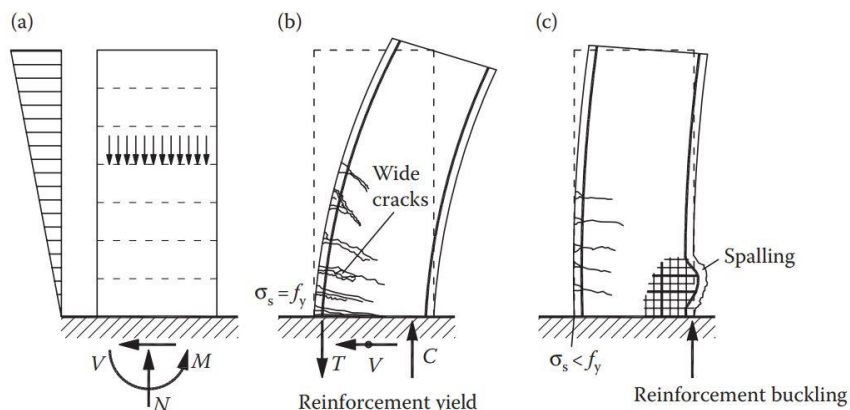 (a)
V
M
N
(b)
Wide
cracks
σs = fy
T
V
C
Reinforcement yield
(c)
Spalling
σs < fy
Reinforcement buckling